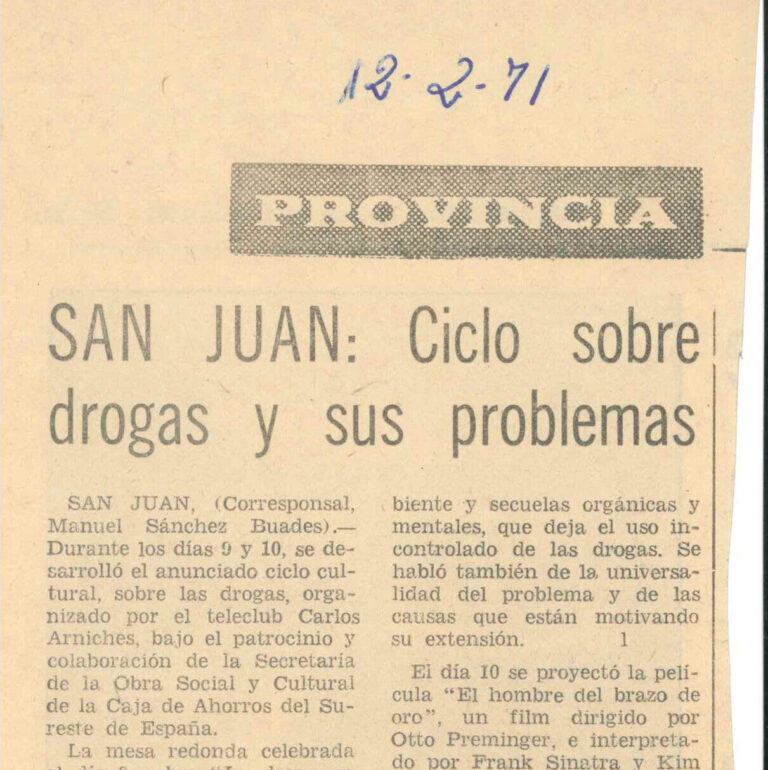 12-2-71
PROVINCIA
SAN JUAN: Ciclo sobre
drogas y sus problemas
SAN JUAN, (Corresponsal,
Manuel Sánchez Buades).—
Durante los días 9 y 10, se de-
sarrolló el anunciado ciclo cul-
tural, sobre las drogas, orga-
nizado por el teleclub Carlos
Arniches, bajo el patrocinio y
colaboración de la Secretaría
de la Obra Social y Cultural
de la Caja de Ahorros del Su-
reste de España.
La mesa redonda celebrada
biente y secuelas orgánicas y
mentales, que deja el uso in-
controlado de las drogas. Se
habló también de la universa-
lidad del problema y de las
causas que están motivando
su extensión. 1
El día 10 se proyectó la pelí-
cula "El hombre del brazo de
oro", un film dirigido por
Otto Preminger, e interpreta-
do por Frank Sinatra y Kim